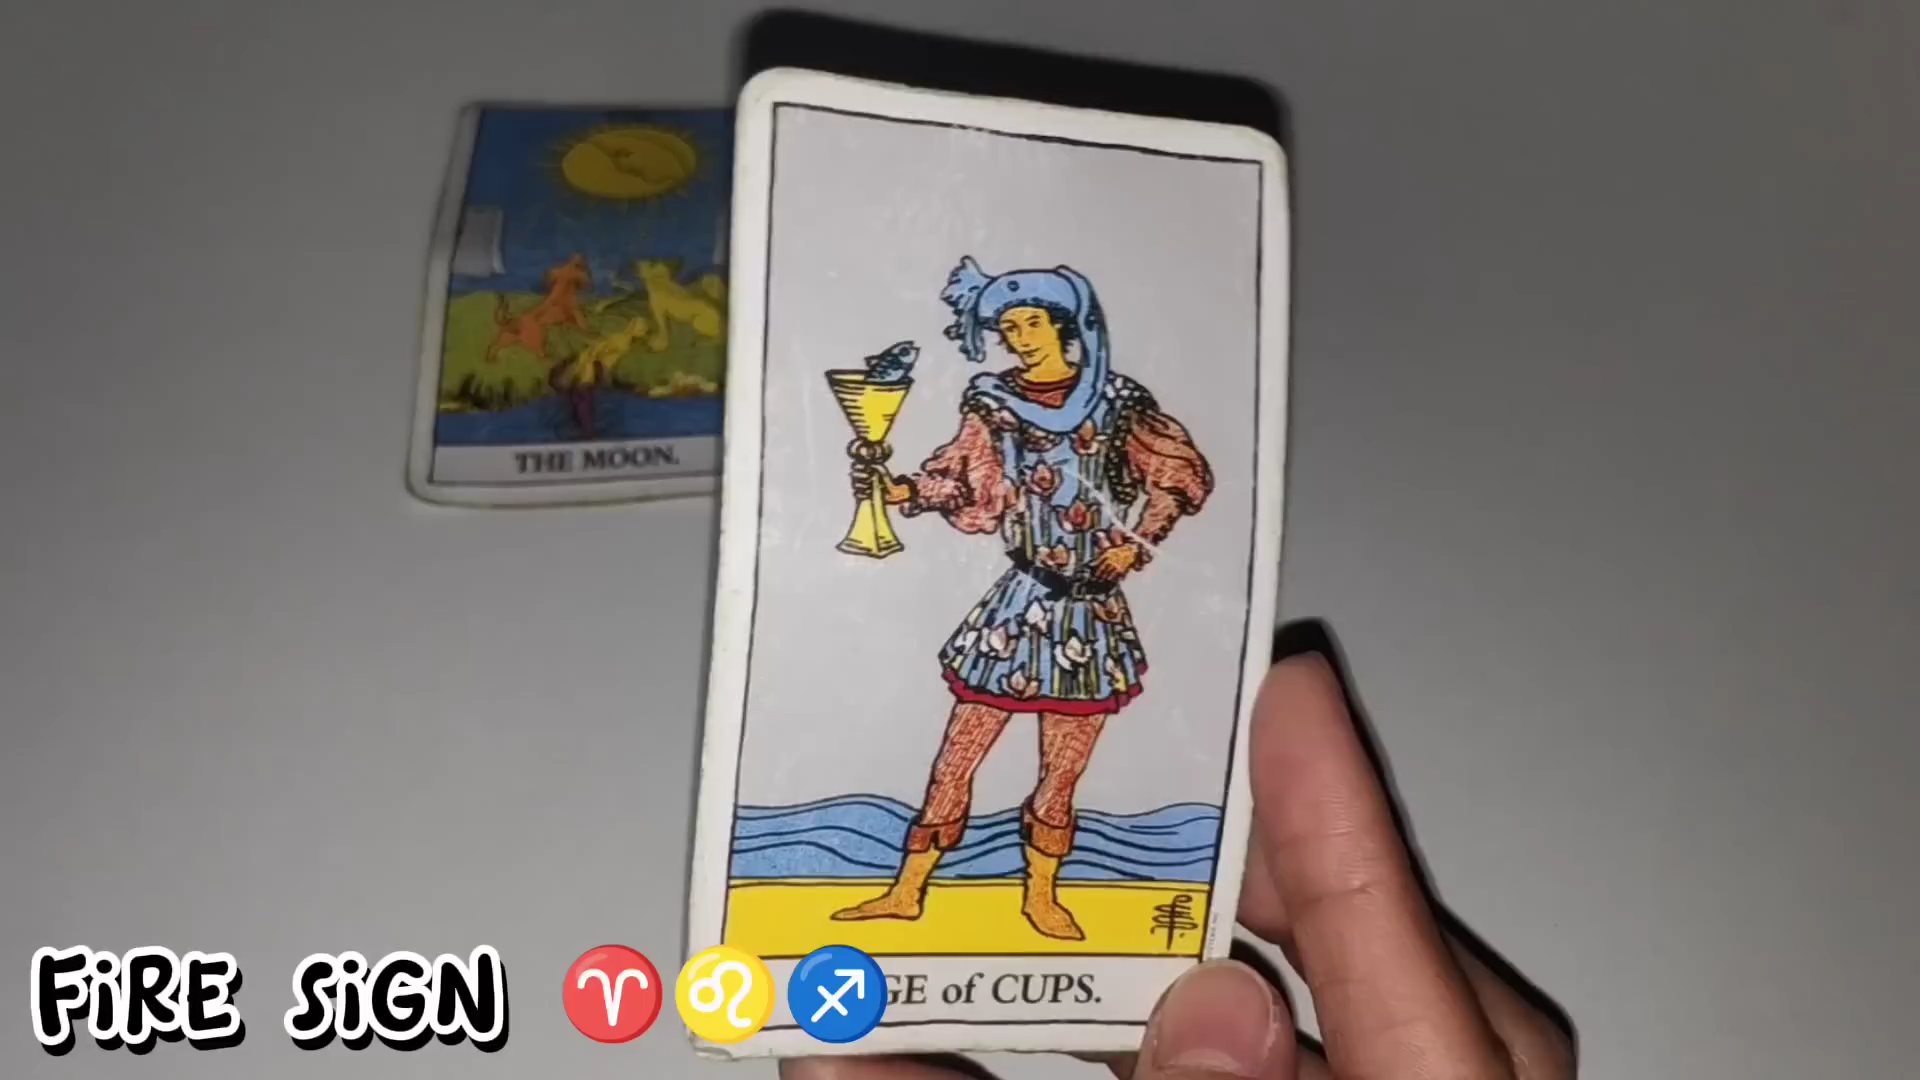 THE MOON.
GE of CUPS.
FiRE SiGN ♈♌♐